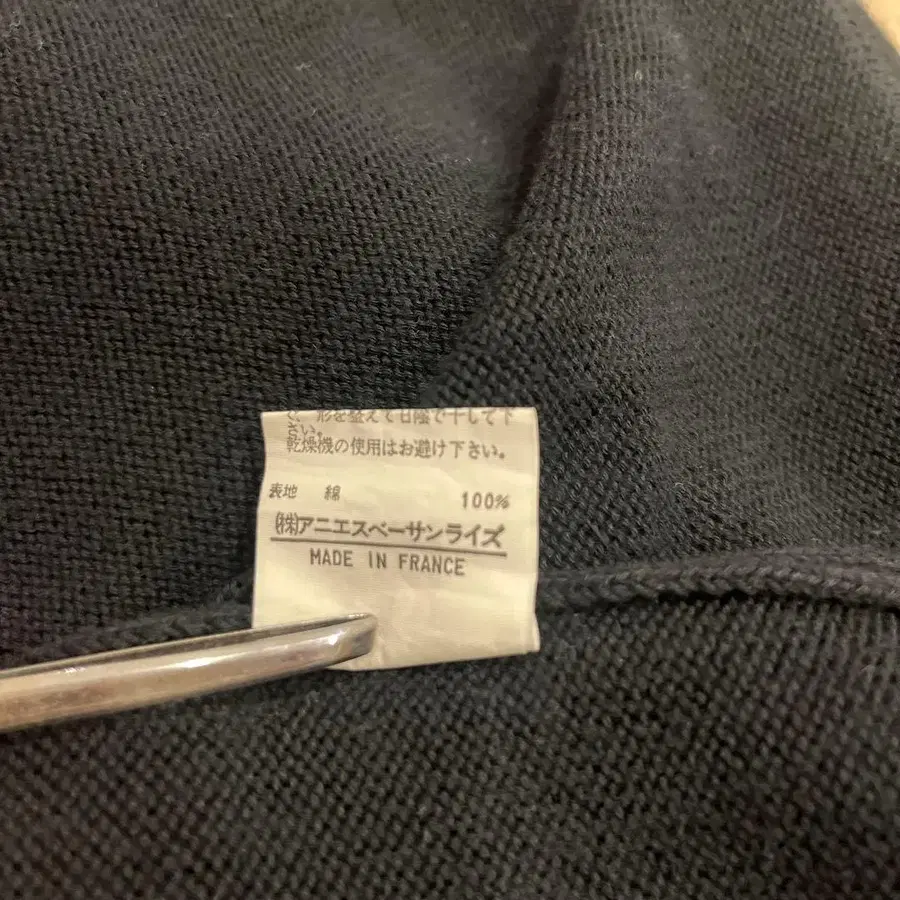 で、形を整えて日陰で干して下
さい。
乾燥機の使用はお避け下さい。
表地 綿 100%
(株)アニエスベーサンライズ
MADE IN FRANCE